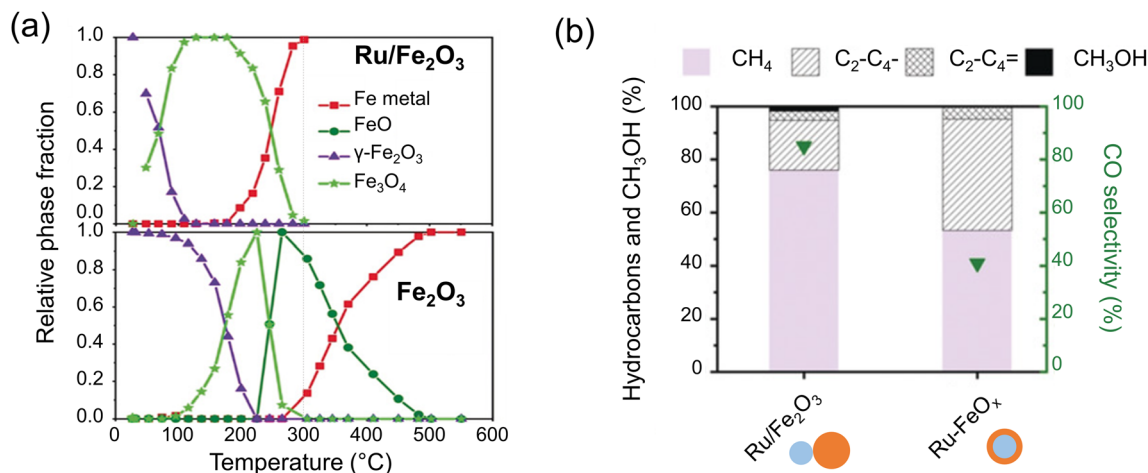 (a)
Relative phase fraction
1.0
0.8
0.6
0.4
0.2
0.0
Ru/Fe₂O₃
Fe metal
FeO
γ-Fe₂O₃
Fe₃O₄
1.0
0.8
0.6
0.4
0.2
0.0
Fe₂O₃
0 100 200 300 400 500 600
Temperature (°C)
(b)
CH₄ C₂-C₄- C₂-C₄= CH₃OH
Hydrocarbons and CH₃OH (%)
100
80
60
40
20
0
100
80
60
40
20
0
CO selectivity (%)
Ru/Fe₂O₃
Ru-FeOₓ